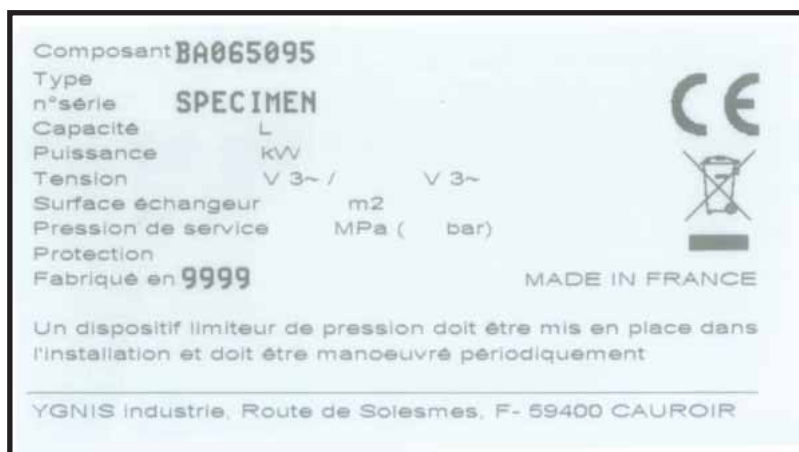 Composant BA065095
Type
n°série SPECIMEN
Capacité L
Puissance kW
Tension V 3~ / V 3~
Surface échangeur m2
Pression de service MPa ( bar)
Protection
Fabriqué en 9999 MADE IN FRANCE
CE
Un dispositif limiteur de pression doit être mis en place dans
l'installation et doit être manoeuvré périodiquement
YGNIS industrie, Route de Solesmes, F- 59400 CAUROIR